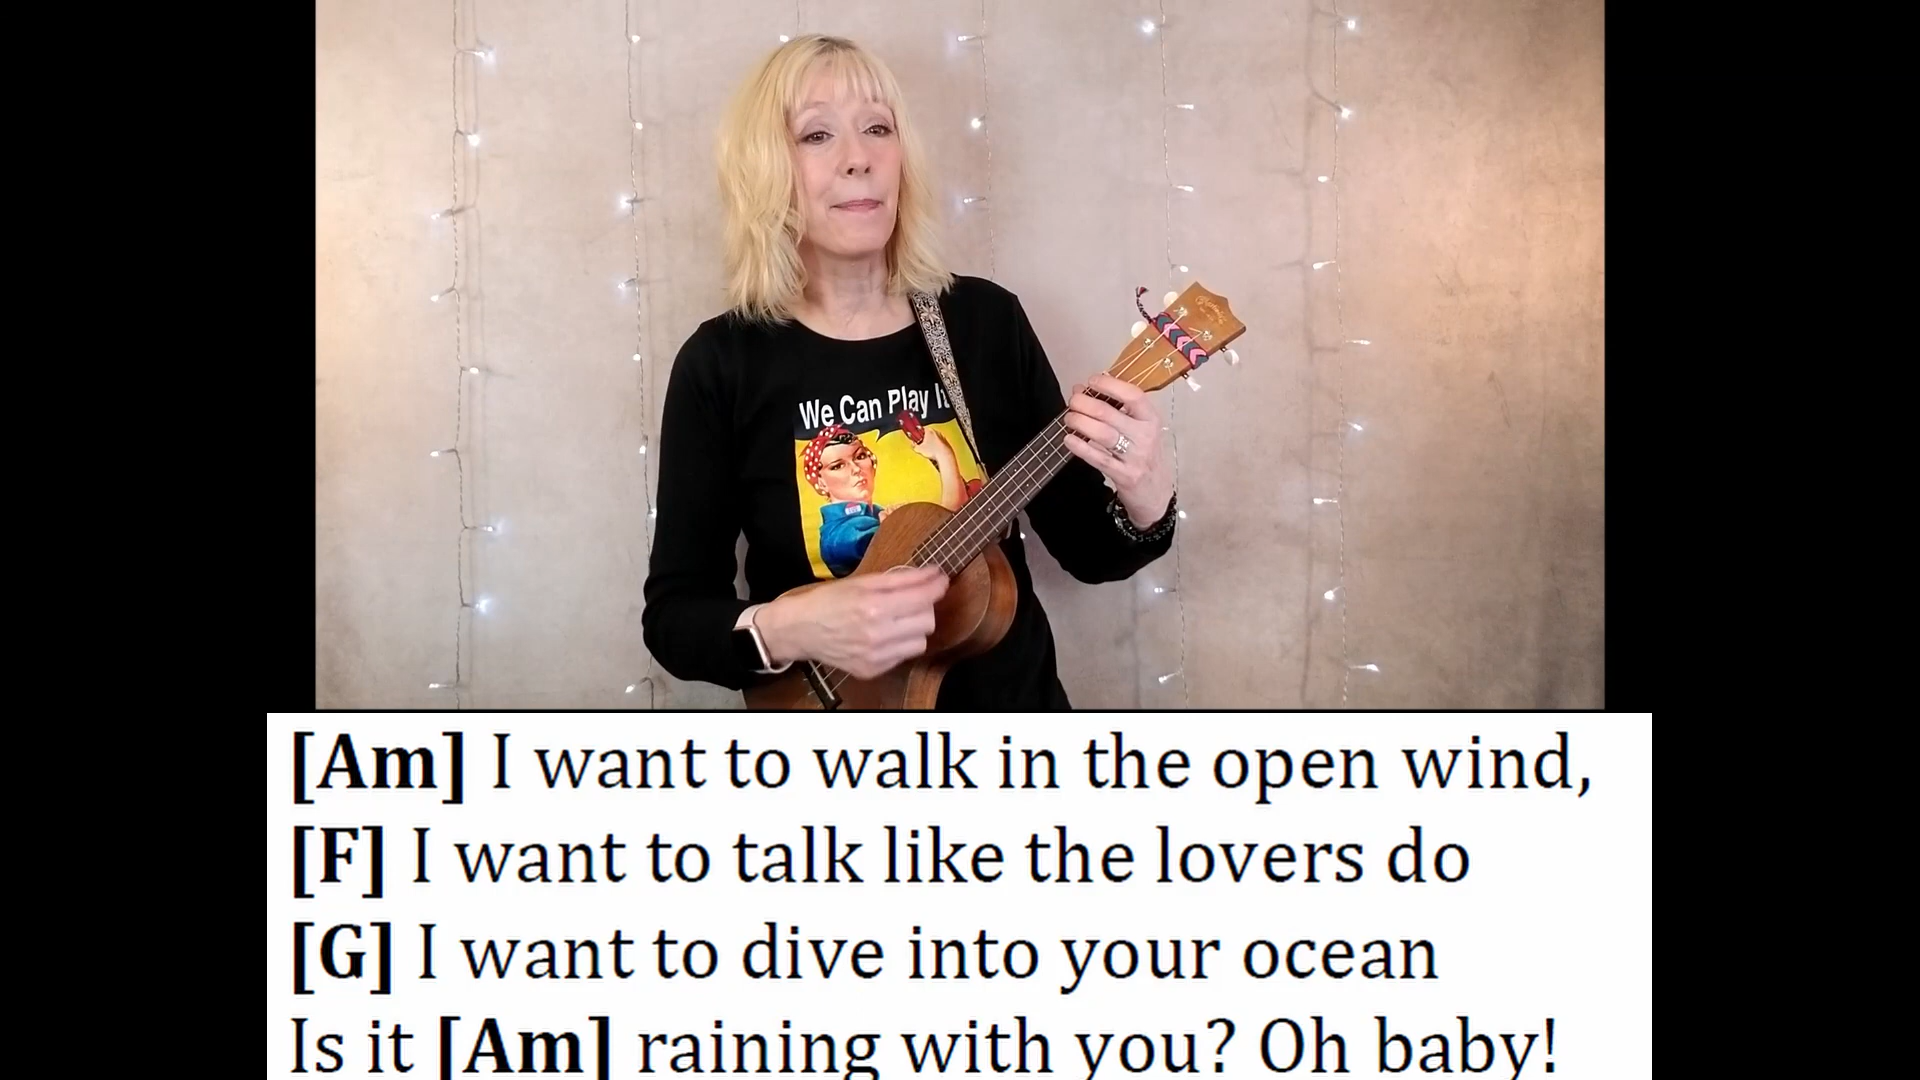 We Can Play It
[Am] I want to walk in the open wind,
[F] I want to talk like the lovers do
[G] I want to dive into your ocean
Is it [Am] raining with you? Oh baby!